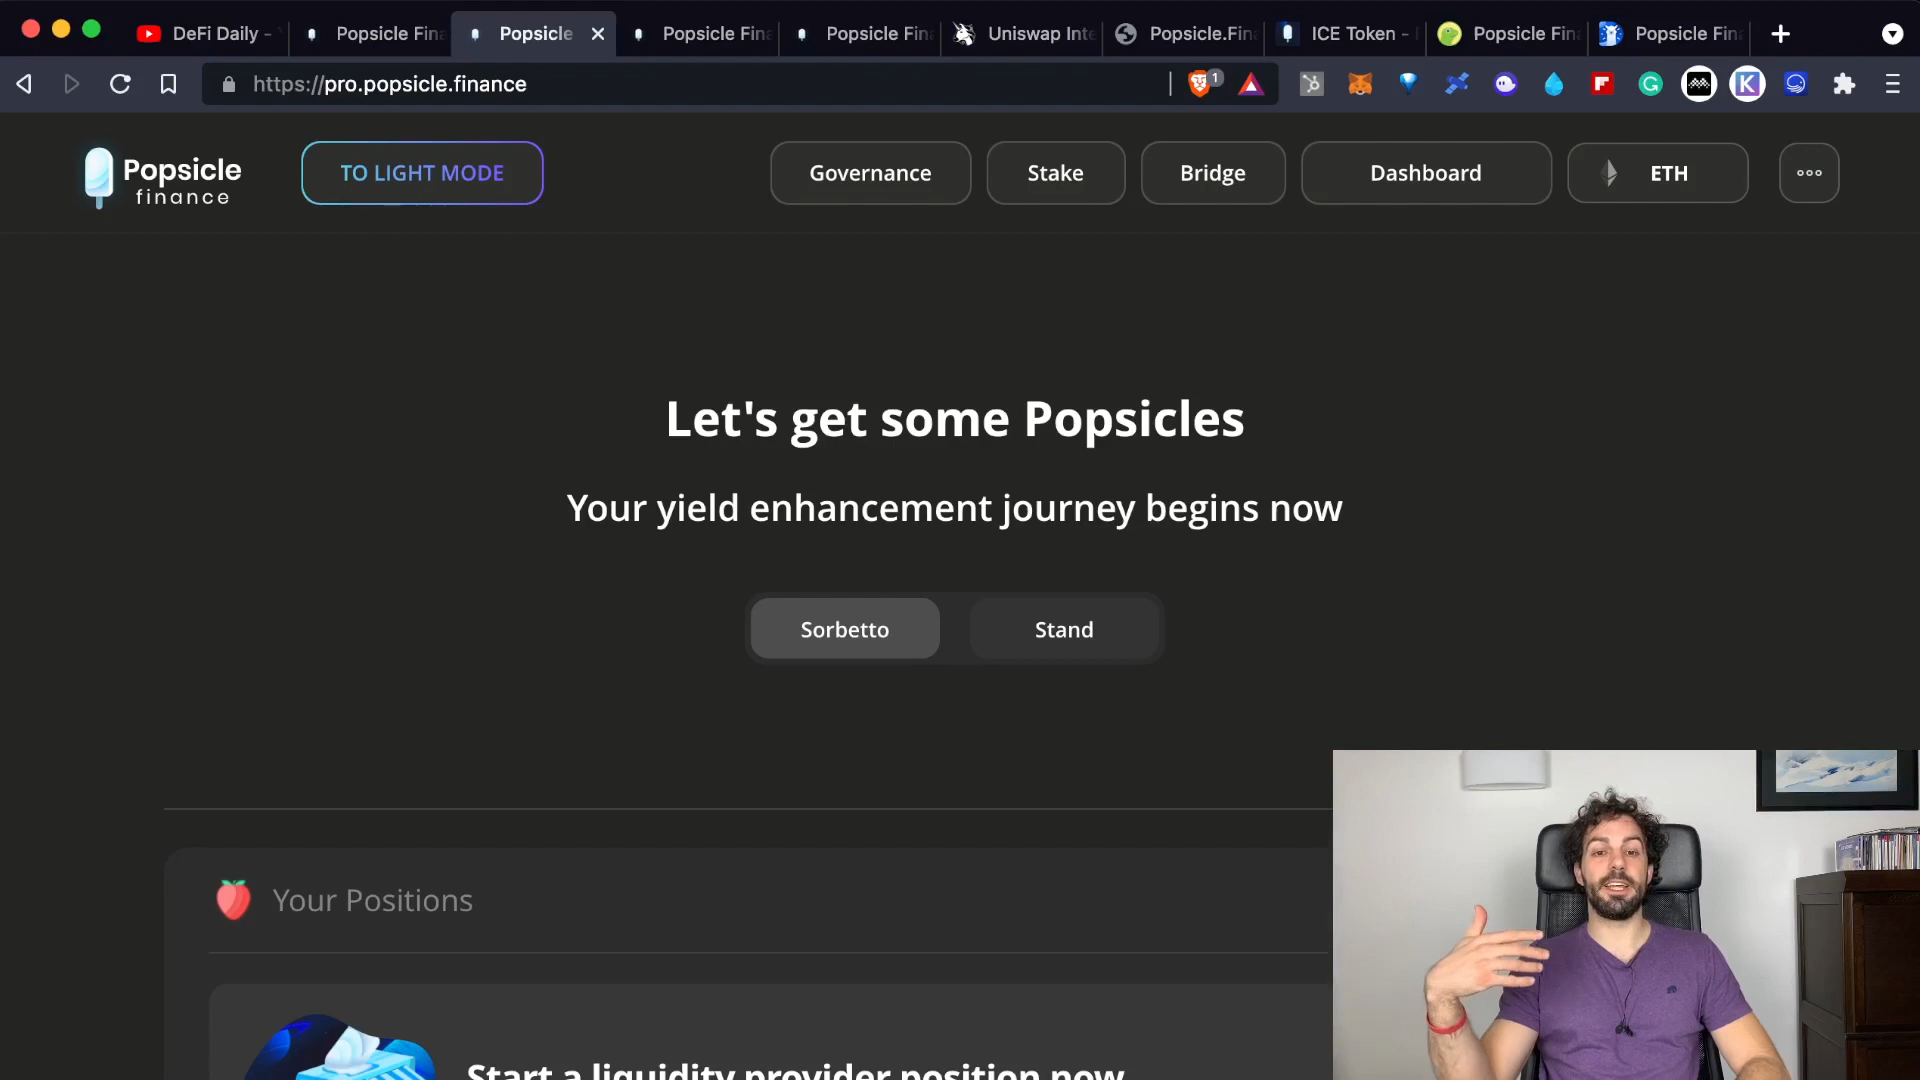 DeFi Daily -
Popsicle Fin
Popsicle
Popsicle Fin
Popsicle Fin
Uniswap Inte
Popsicle.Fin
ICE Token -
Popsicle Fin
Popsicle Fin
https://pro.popsicle.finance
1
Popsicle
finance
TO LIGHT MODE
Governance
Stake
Bridge
Dashboard
ETH
Let's get some Popsicles
Your yield enhancement journey begins now
Sorbetto
Stand
Your Positions
Start a liquidity provider position now